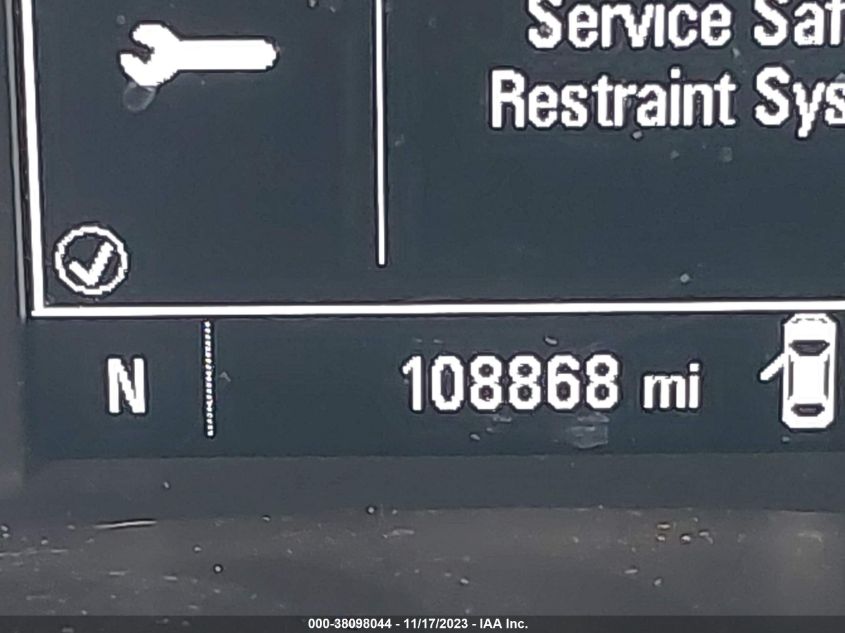 Service Saf
Restraint Sys
N 108868 mi
000-38098044 - 11/17/2023 - IAA Inc.